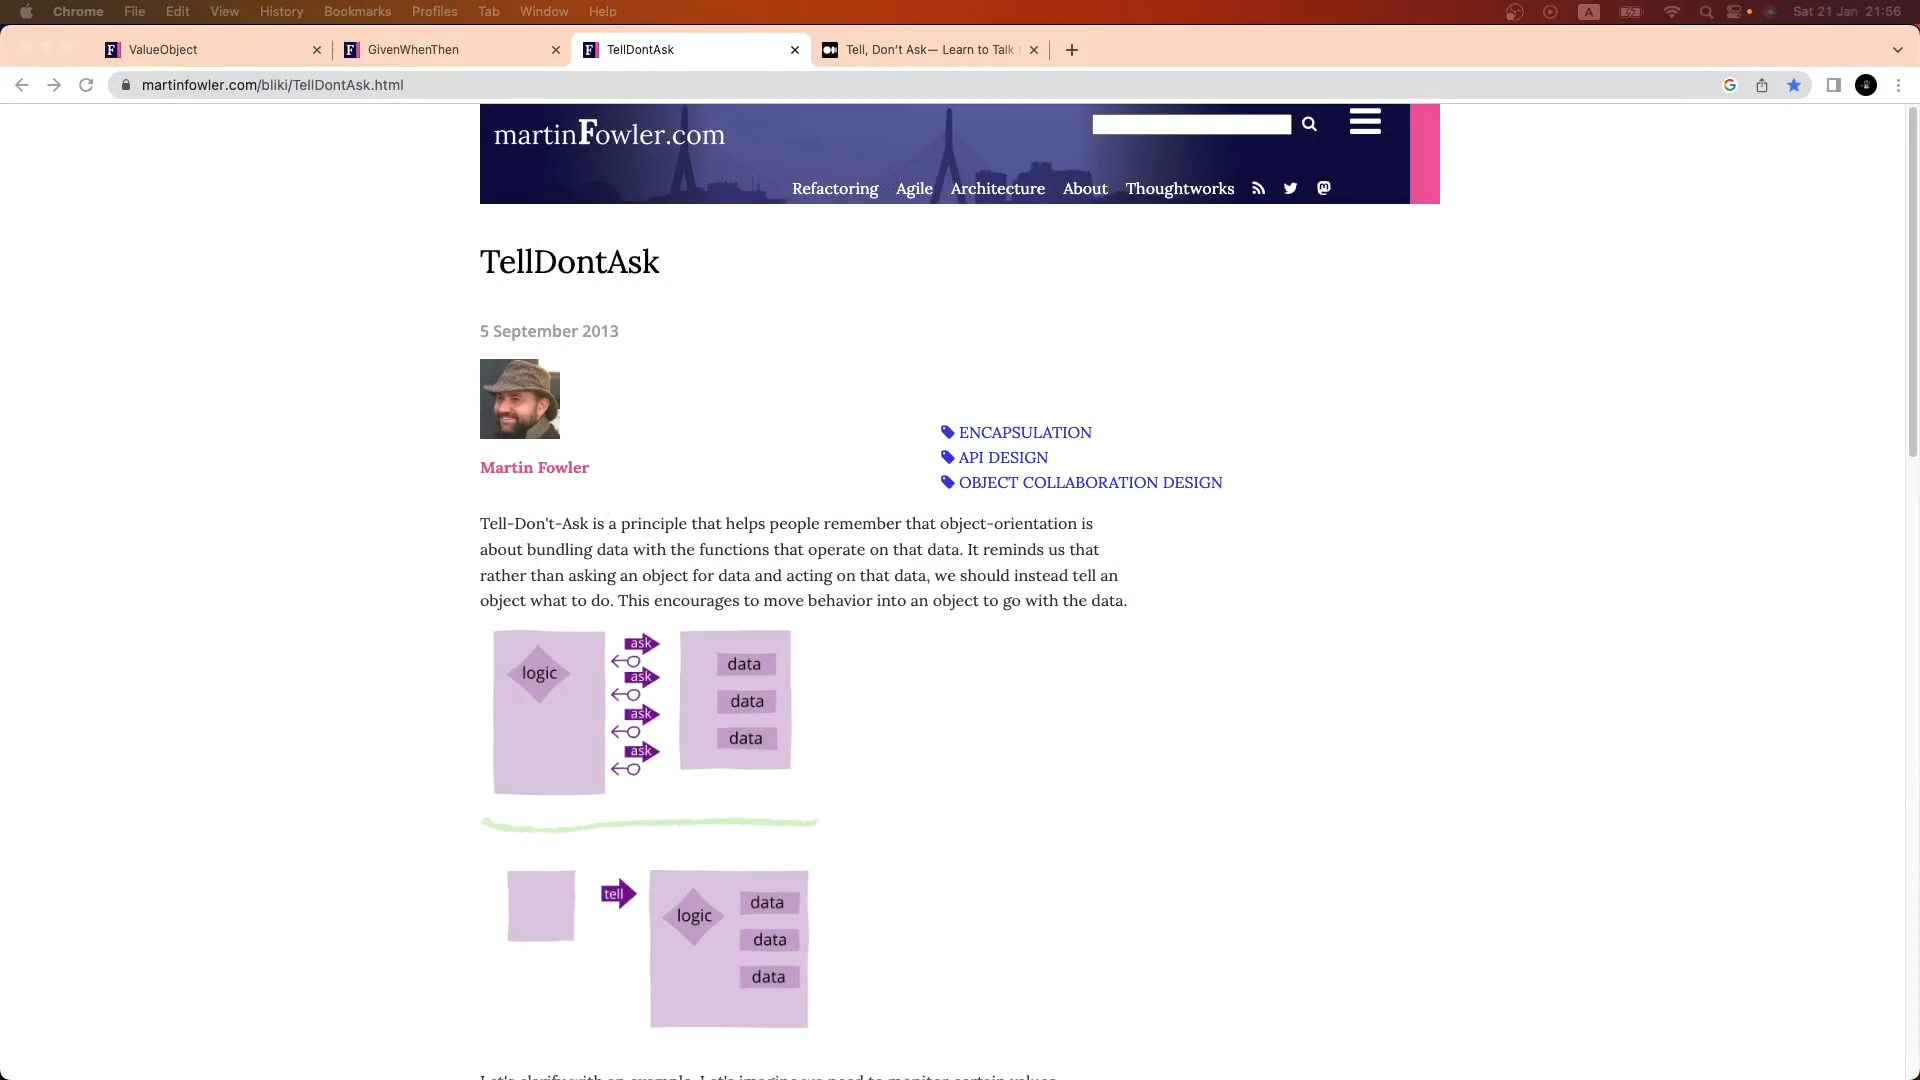 Chrome File Edit View History Bookmarks Profiles Tab Window Help A Sat 21 Jan 21:56
F ValueObject F GivenWhenThen F TellDontAsk Tell, Don't Ask— Learn to Talk
martinfowler.com/bliki/TellDontAsk.html
martinFowler.com
Refactoring Agile Architecture About Thoughtworks
TellDontAsk
5 September 2013
ENCAPSULATION
API DESIGN
Martin Fowler
OBJECT COLLABORATION DESIGN
Tell-Don't-Ask is a principle that helps people remember that object-orientation is
about bundling data with the functions that operate on that data. It reminds us that
rather than asking an object for data and acting on that data, we should instead tell an
object what to do. This encourages to move behavior into an object to go with the data.
logic
ask
ask
ask
ask
data
data
data
tell
logic
data
data
data